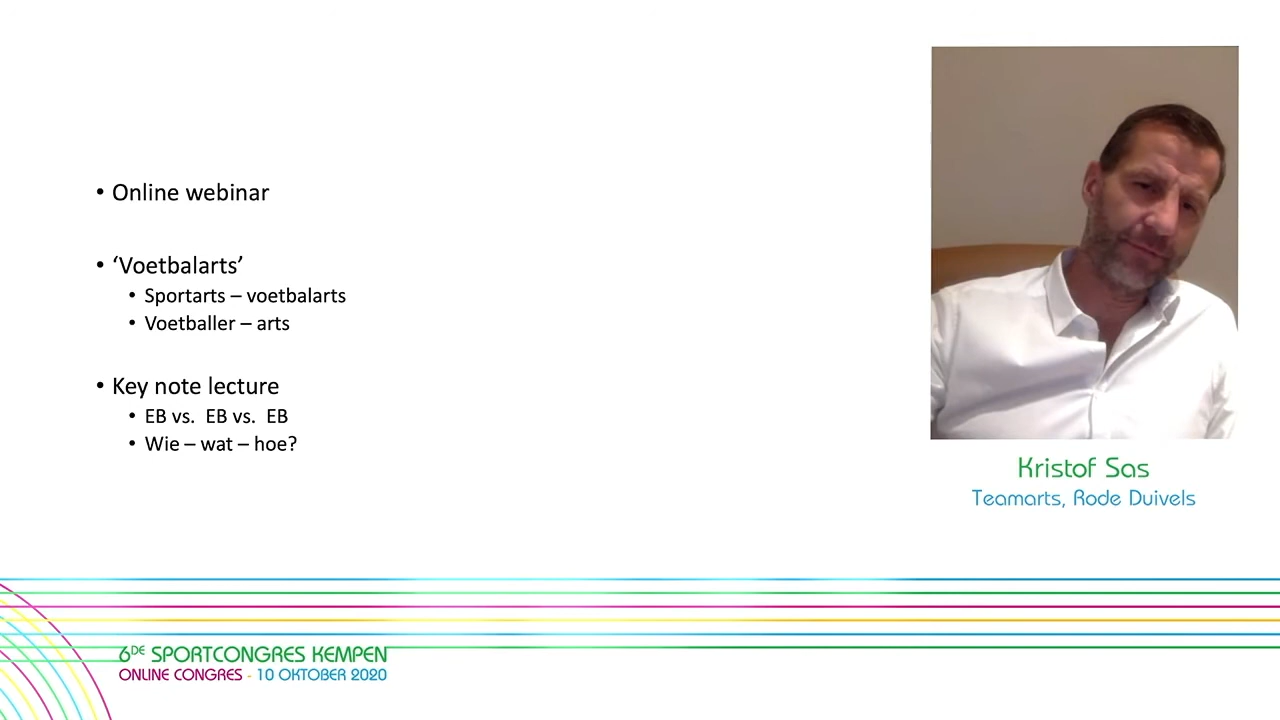 • Online webinar
• ‘Voetbalarts’
• Sportarts – voetbalarts
• Voetballer – arts
• Key note lecture
• EB vs. EB vs. EB
• Wie – wat – hoe?
Kristof Sas
Teamarts, Rode Duivels
6DE SPORTCONGRES KEMPEN
ONLINE CONGRES - 10 OKTOBER 2020